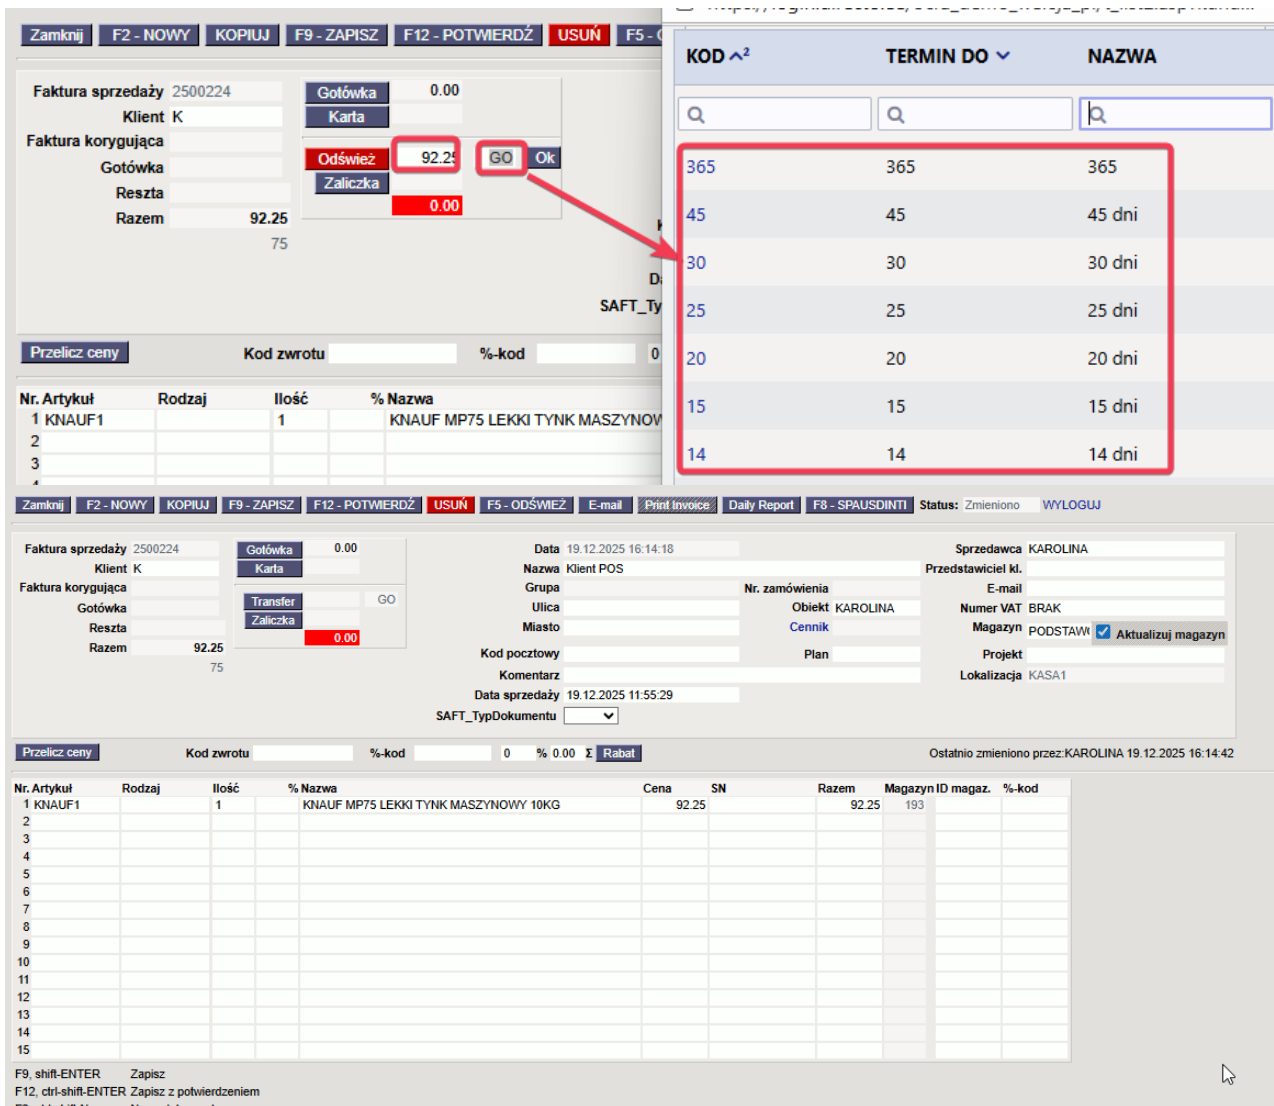 Zamknij F2 - NOWY KOPIUJ F9 - ZAPISZ F12 - POTWIERDŹ USUŃ F5 -
Faktura sprzedaży 2500224 Gotówka 0.00
Klient K Karta
Faktura korygująca
Gotówka Odśwież 92.25 GO Ok
Reszta Zaliczka
Razem 92.25 0.00
75
SAFT_Ty
Przelicz ceny Kod zwrotu %-kod 0
Nr. Artykuł Rodzaj Ilość % Nazwa
1 KNAUF1 1 KNAUF MP75 LEKKI TYNK MASZYNOW
2
3
KOD 2 TERMIN DO NAZWA
365 365 365
45 45 45 dni
30 30 30 dni
25 25 25 dni
20 20 20 dni
15 15 15 dni
14 14 14 dni
Zamknij F2 - NOWY KOPIUJ F9 - ZAPISZ F12 - POTWIERDŹ USUŃ F5 - ODŚWIEŻ E-mail Print Invoice Daily Report F8 - SPAUSDINTI Status: Zmieniono WYLOGUJ
Faktura sprzedaży 2500224 Gotówka 0.00 Data 19.12.2025 16:14:18 Sprzedawca KAROLINA
Klient K Karta Nazwa Klient POS Przedstawiciel kl.
Faktura korygująca Grupa Nr. zamówienia E-mail
Gotówka Transfer GO Ulica Obiekt KAROLINA Numer VAT BRAK
Reszta Zaliczka Miasto Cennik Magazyn PODSTAW Aktualizuj magazyn
Razem 92.25 0.00 Kod pocztowy Plan Projekt
75 Komentarz Lokalizacja KASA1
Data sprzedaży 19.12.2025 11:55:29
SAFT_TypDokumentu
Przelicz ceny Kod zwrotu %-kod 0 % 0.00 Σ Rabat Ostatnio zmieniono przez:KAROLINA 19.12.2025 16:14:42
Nr. Artykuł Rodzaj Ilość % Nazwa Cena SN Razem Magazyn ID magaz. %-kod
1 KNAUF1 1 KNAUF MP75 LEKKI TYNK MASZYNOWY 10KG 92.25 92.25 193
2
3
4
5
6
7
8
9
10
11
12
13
14
15
F9, shift-ENTER Zapisz
F12, ctrl-shift-ENTER Zapisz z potwierdzeniem